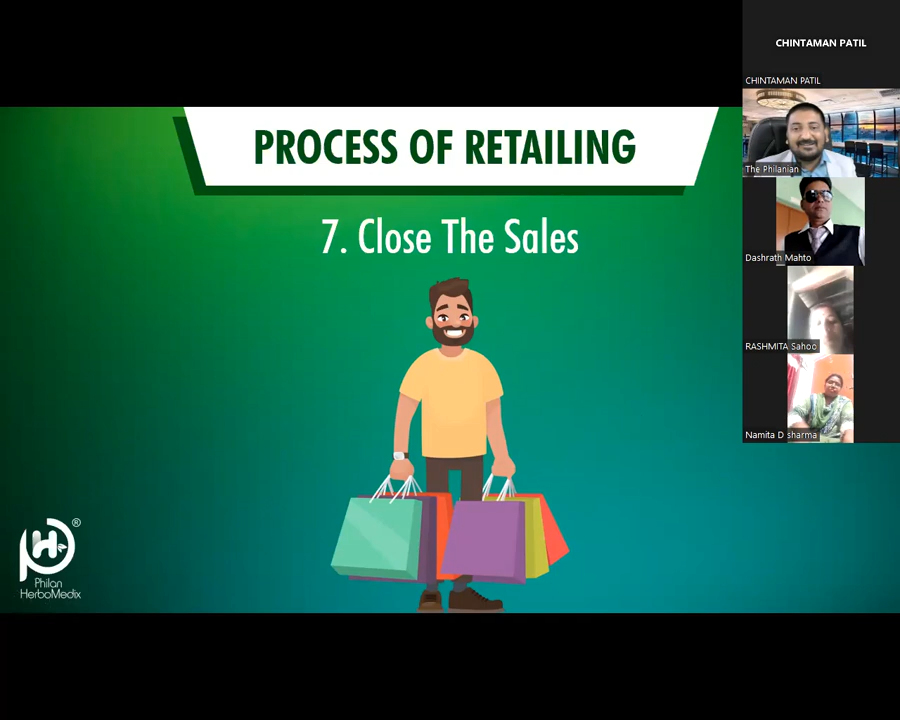 PROCESS OF RETAILING
7. Close The Sales
Philan
HerboMedix
®
CHINTAMAN PATIL
CHINTAMAN PATIL
The Philanian
Dashrath Mahto
RASHMITA Sahoo
Namita D sharma